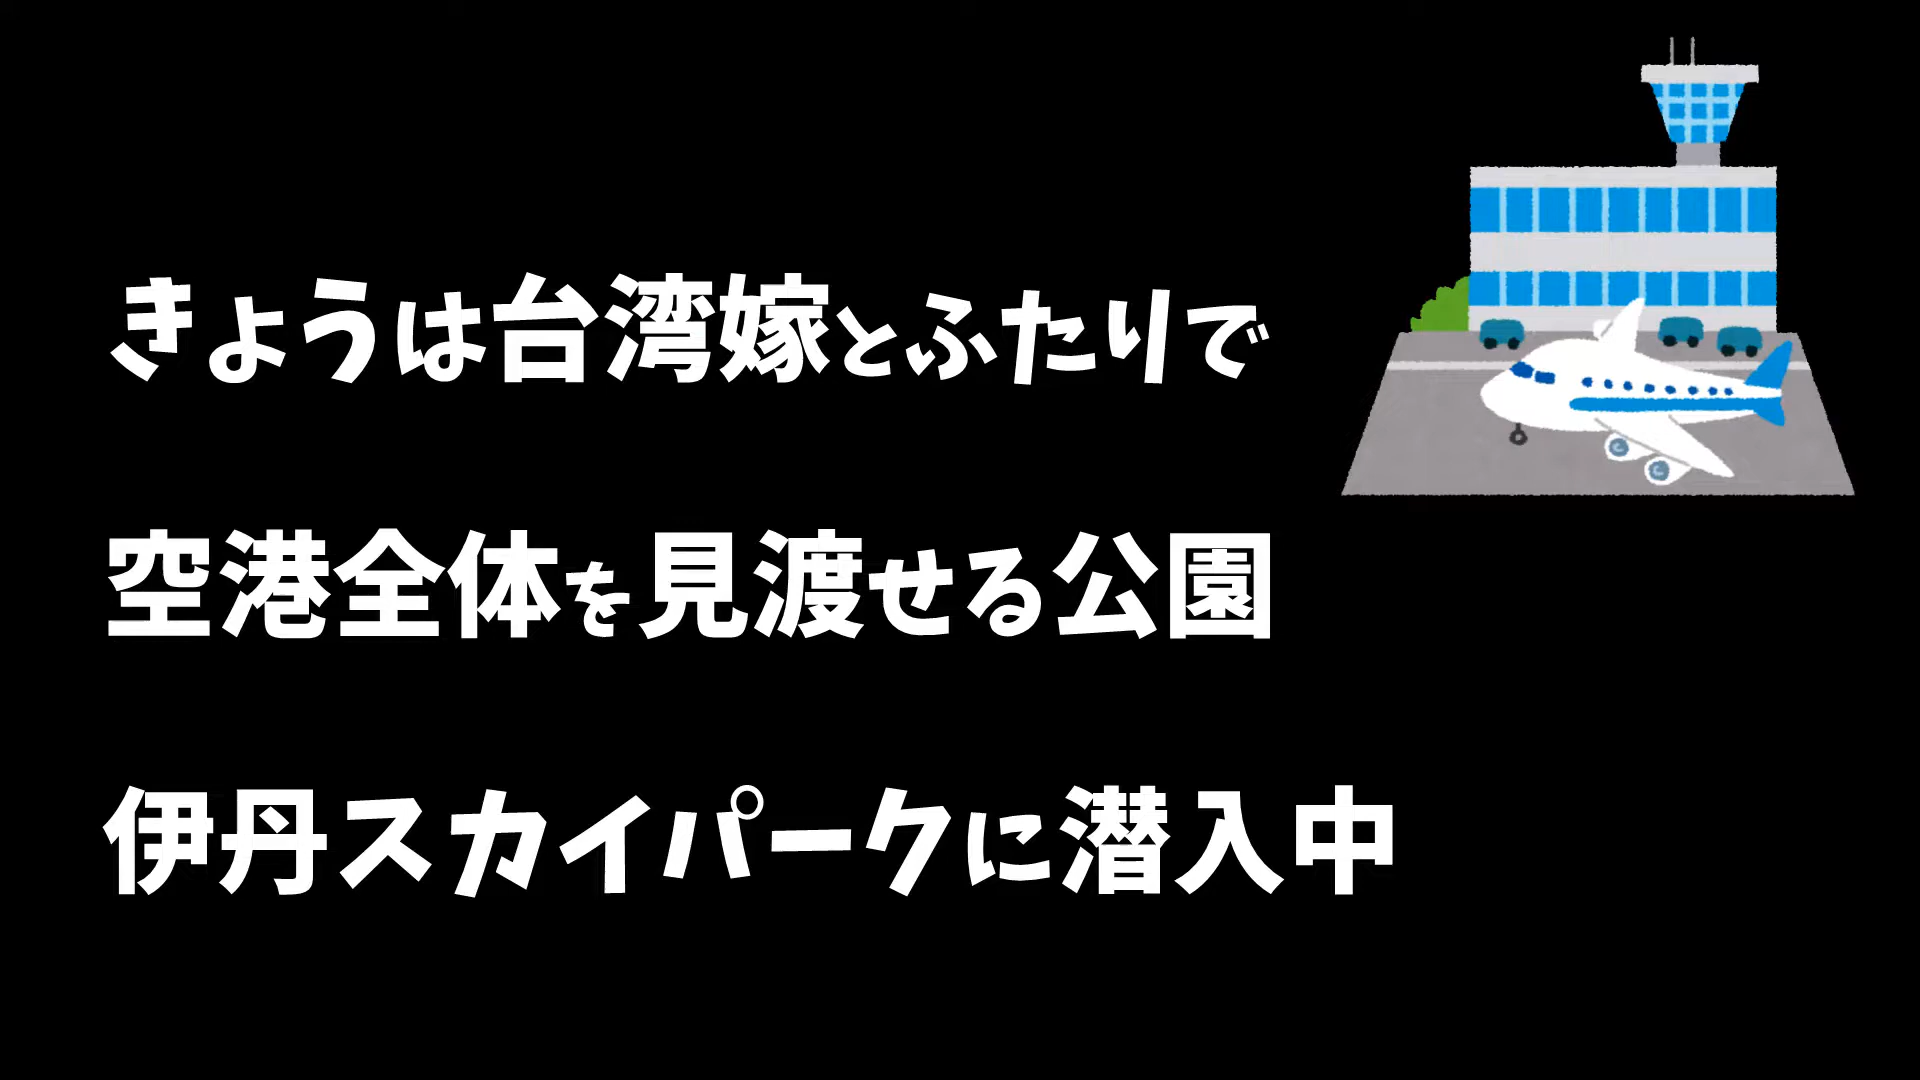 きょうは台湾嫁とふたりで
空港全体を見渡せる公園
伊丹スカイパークに潜入中